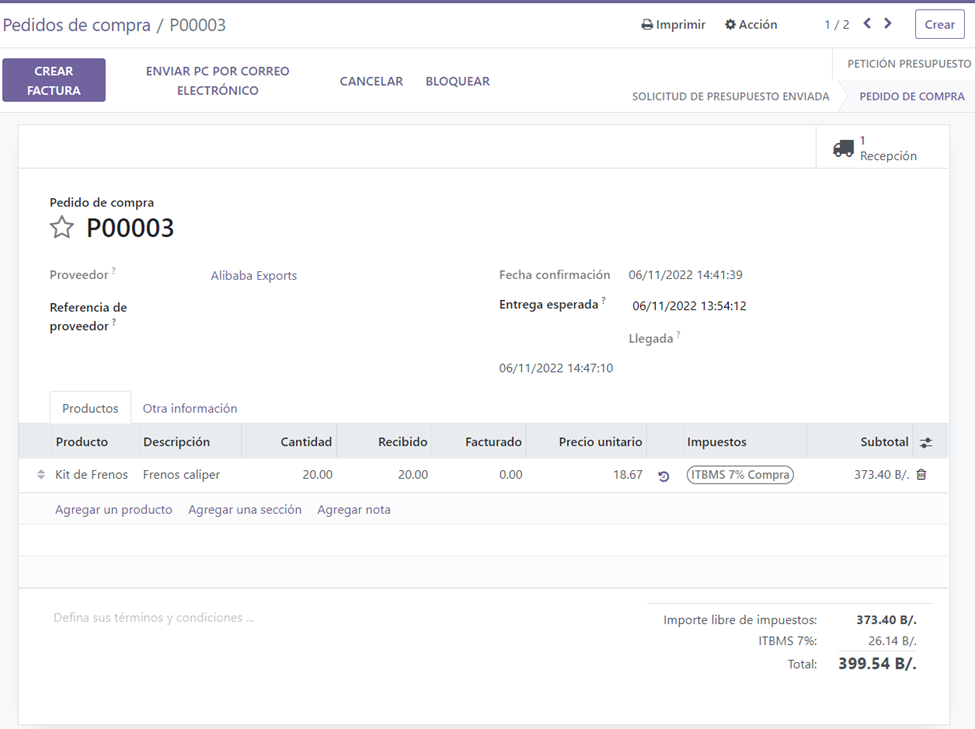 Pedidos de compra / P00003
Imprimir
Acción
1 / 2
Crear
CREAR
FACTURA
ENVIAR PC POR CORREO
ELECTRÓNICO
CANCELAR
BLOQUEAR
PETICIÓN PRESUPUESTO
SOLICITUD DE PRESUPUESTO ENVIADA
PEDIDO DE COMPRA
1
Recepción
Pedido de compra
P00003
Proveedor ?
Alibaba Exports
Referencia de
proveedor ?
Fecha confirmación 06/11/2022 14:41:39
Entrega esperada ? 06/11/2022 13:54:12
Llegada ?
06/11/2022 14:47:10
Productos
Otra información
Producto Descripción Cantidad Recibido Facturado Precio unitario Impuestos Subtotal
Kit de Frenos Frenos caliper 20.00 20.00 0.00 18.67 ITBMS 7% Compra 373.40 B/.
Agregar un producto Agregar una sección Agregar nota
Defina sus términos y condiciones ...
Importe libre de impuestos: 373.40 B/.
ITBMS 7%: 26.14 B/.
Total: 399.54 B/.